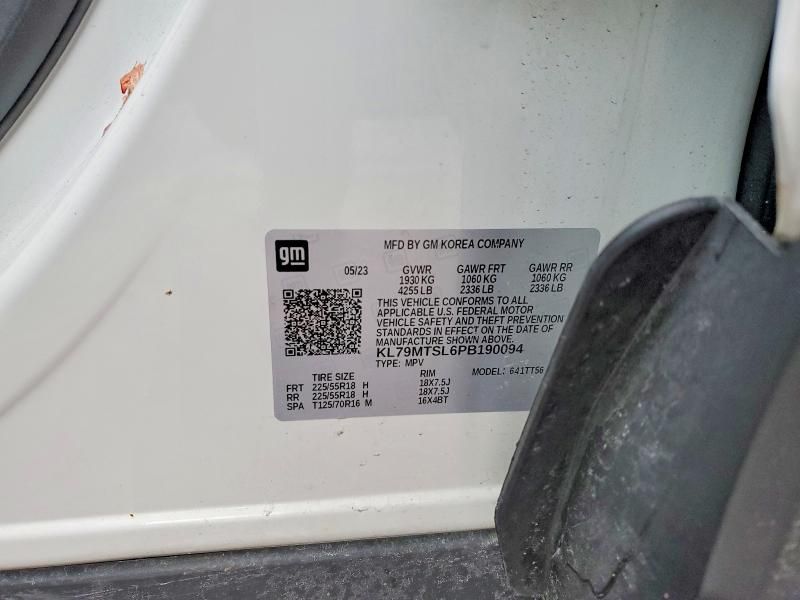 gm
MFD BY GM KOREA COMPANY
05/23 GVWR GAWR FRT GAWR RR
1930 KG 1060 KG 1060 KG
4255 LB 2336 LB 2336 LB
THIS VEHICLE CONFORMS TO ALL
APPLICABLE U.S. FEDERAL MOTOR
VEHICLE SAFETY AND THEFT PREVENTION
STANDARDS IN EFFECT ON THE DATE OF
MANUFACTURE SHOWN ABOVE.
KL79MTSL6PB190094
TYPE: MPV MODEL: 641TT56
TIRE SIZE RIM
FRT 225/55R18 H 18X7.5J
RR 225/55R18 H 18X7.5J
SPA T125/70R16 M 16X4BT